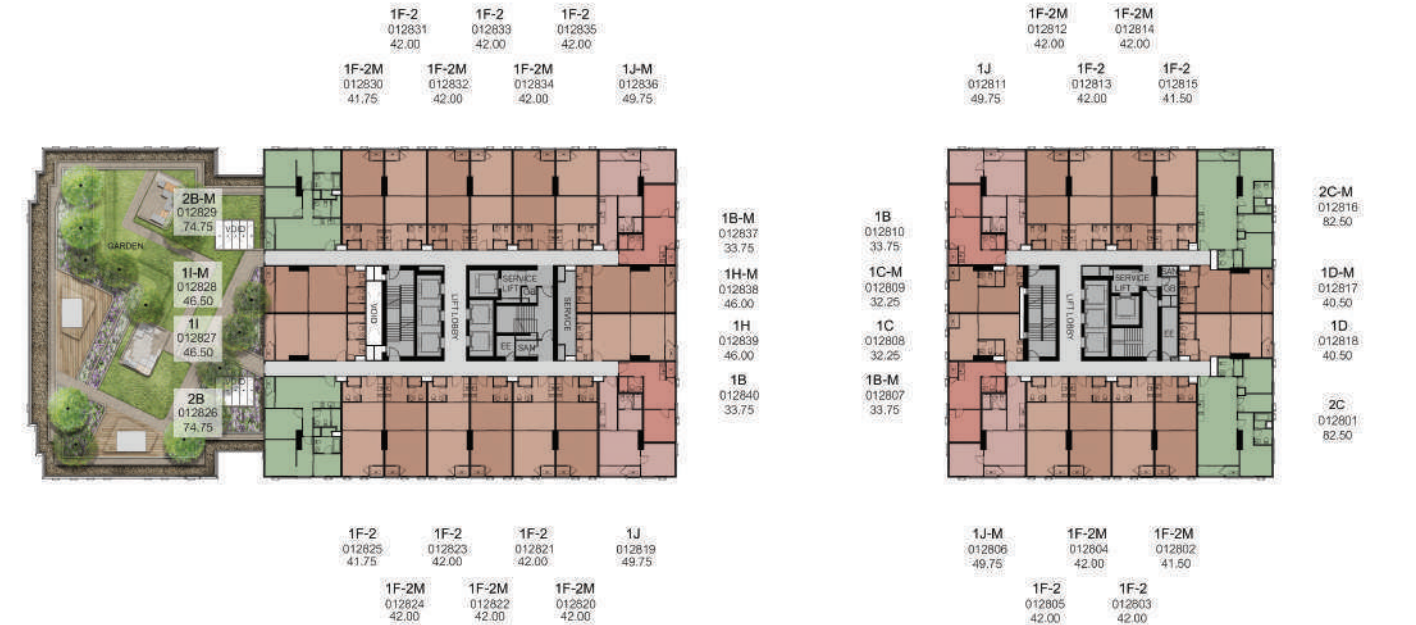 1F-2
012831
42.00
1F-2
012833
42.00
1F-2
012835
42.00
1F-2M
012830
41.75
1F-2M
012832
42.00
1F-2M
012834
42.00
1J-M
012836
49.75
1F-2M
012812
42.00
1F-2M
012814
42.00
1J
012811
49.75
1F-2
012813
42.00
1F-2
012815
41.50
2B-M
012829
74.75
VOID
GARDEN
1I-M
012828
46.50
1I
012827
46.50
2B
012826
74.75
VOID
LIFT LOBBY
SERVICE
LIFT
GB
SERVICE
EE
SAN
1B-M
012837
33.75
1H-M
012838
46.00
1H
012839
46.00
1B
012840
33.75
1B
012810
33.75
1C-M
012809
32.25
1C
012808
32.25
1B-M
012807
33.75
LIFT LOBBY
SERVICE
LIFT
SAN
GB
EE
2C-M
012816
82.50
1D-M
012817
40.50
1D
012818
40.50
2C
012801
82.50
1F-2
012825
41.75
1F-2
012823
42.00
1F-2
012821
42.00
1J
012819
49.75
1F-2M
012824
42.00
1F-2M
012822
42.00
1F-2M
012820
42.00
1J-M
012806
49.75
1F-2M
012804
42.00
1F-2M
012802
41.50
1F-2
012805
42.00
1F-2
012803
42.00